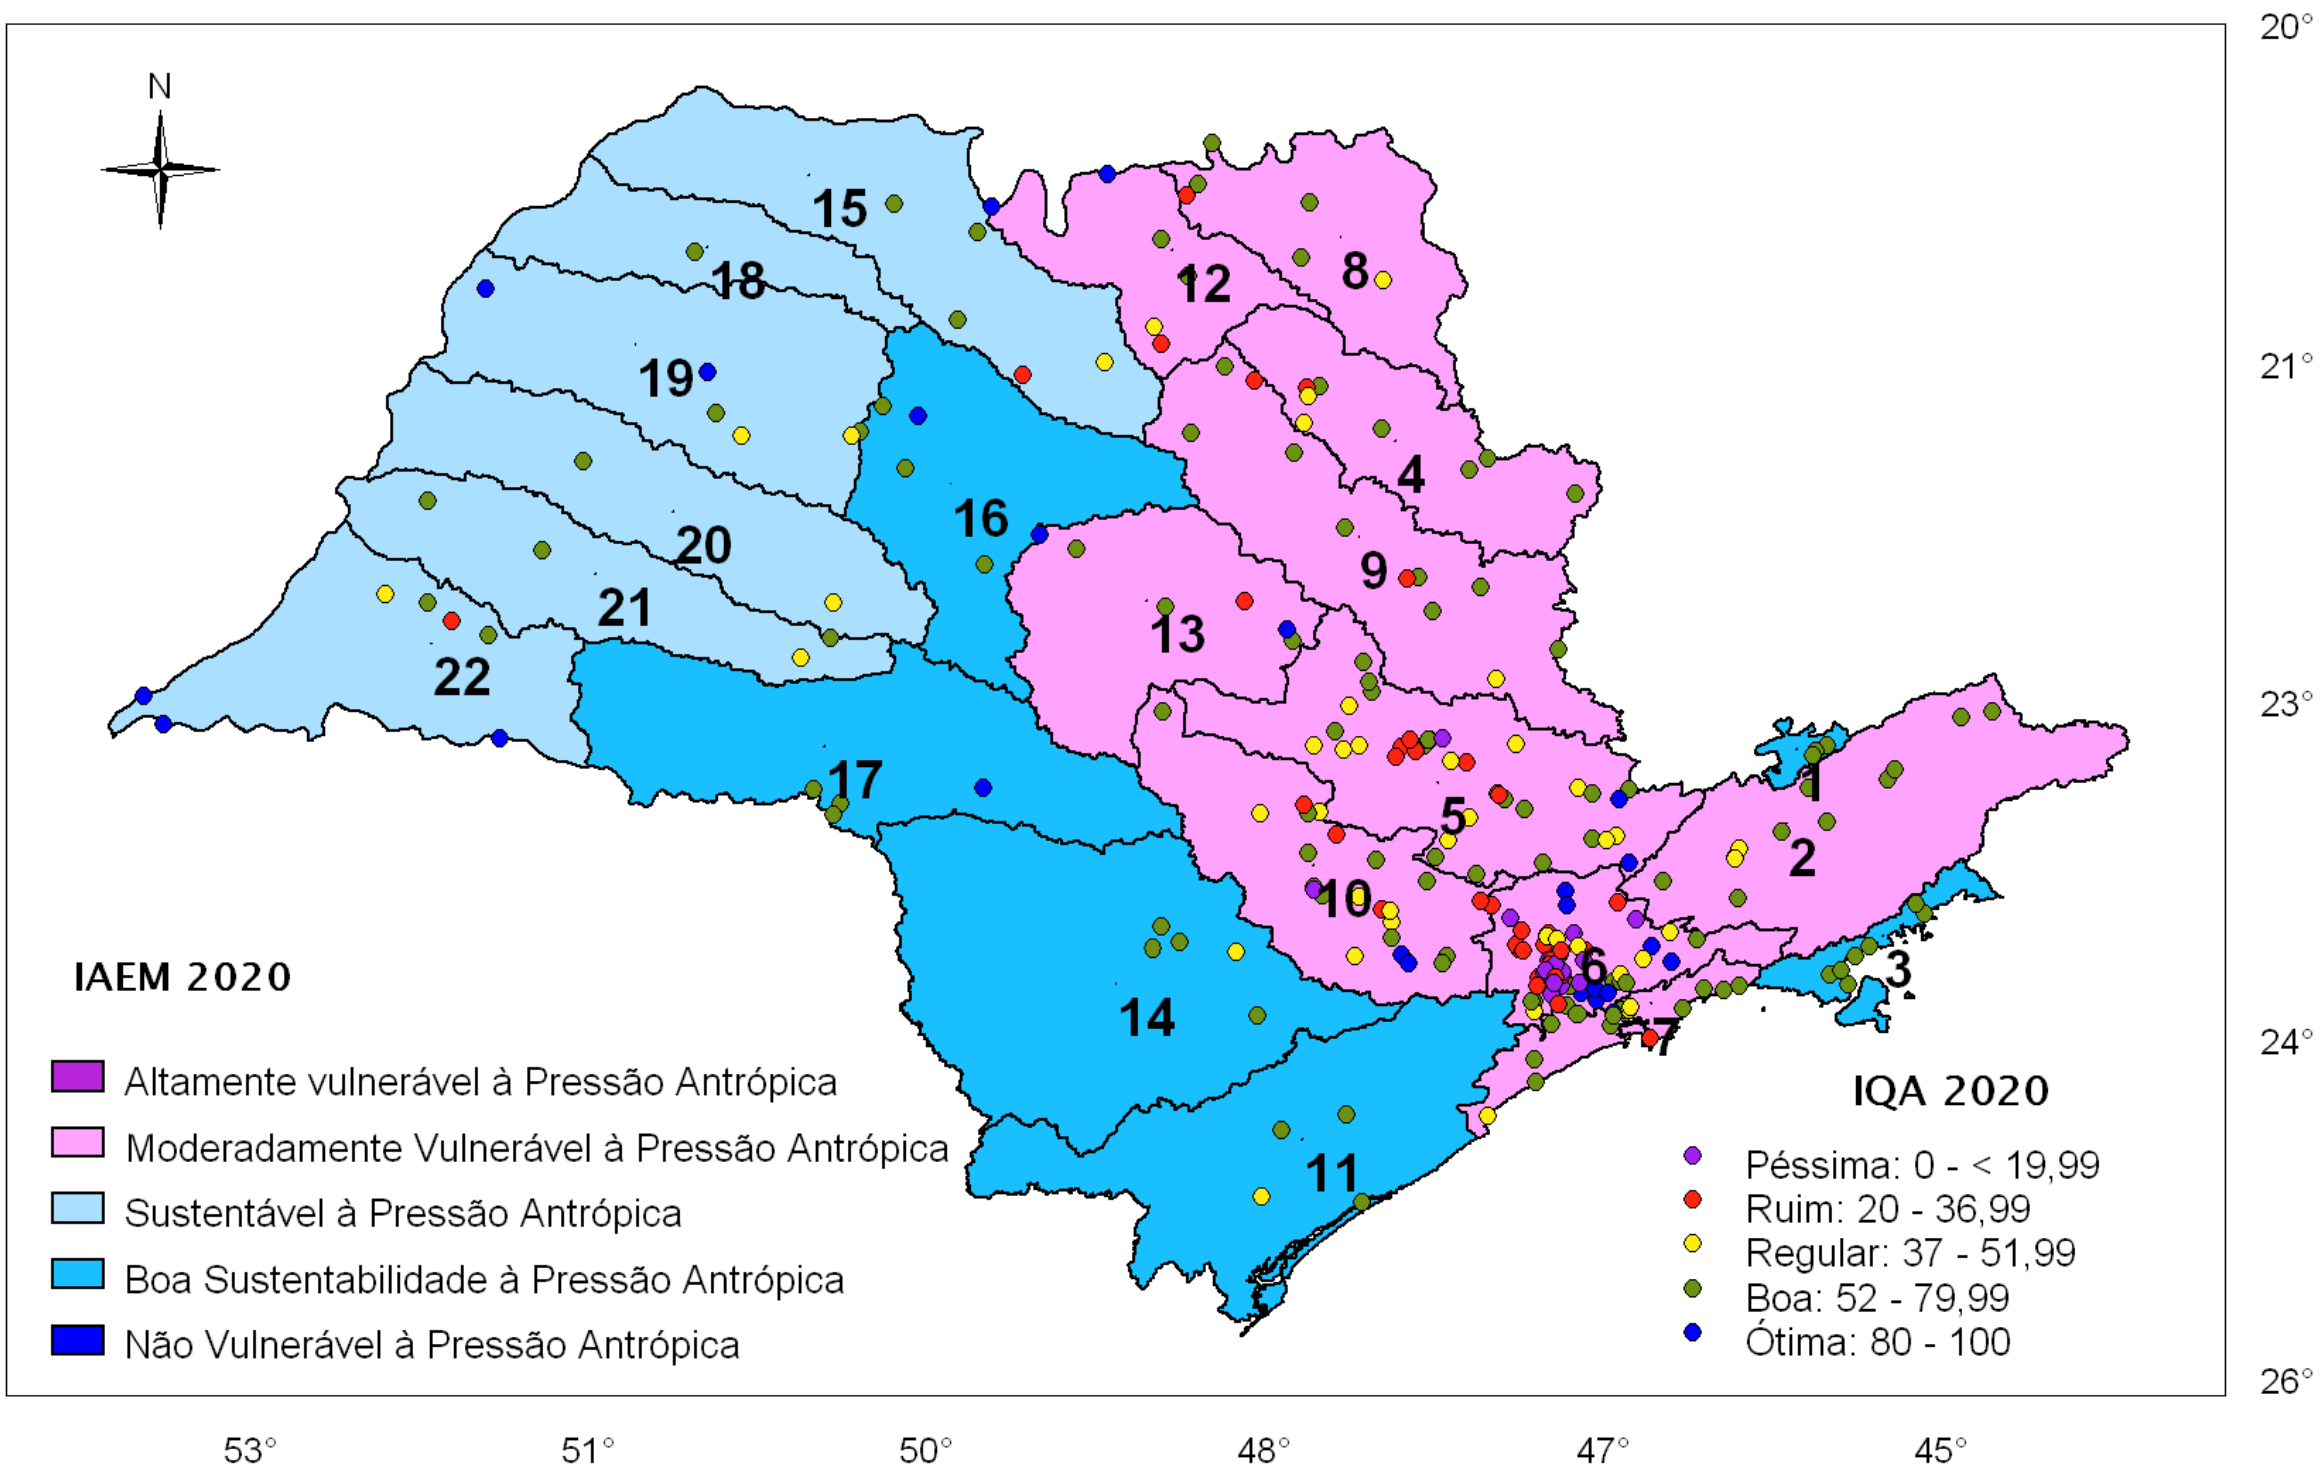 20°
N
15
18
12
8
21°
19
4
16
20
9
21
13
22
23°
17
1
5
2
10
6
3
IAEM 2020
14
7
24°
Altamente vulnerável à Pressão Antrópica
IQA 2020
Moderadamente Vulnerável à Pressão Antrópica
11
Péssima: 0 - < 19,99
Sustentável à Pressão Antrópica
Ruim: 20 - 36,99
Regular: 37 - 51,99
Boa Sustentabilidade à Pressão Antrópica
Boa: 52 - 79,99
Não Vulnerável à Pressão Antrópica
Ótima: 80 - 100
26°
53° 51° 50° 48° 47° 45°